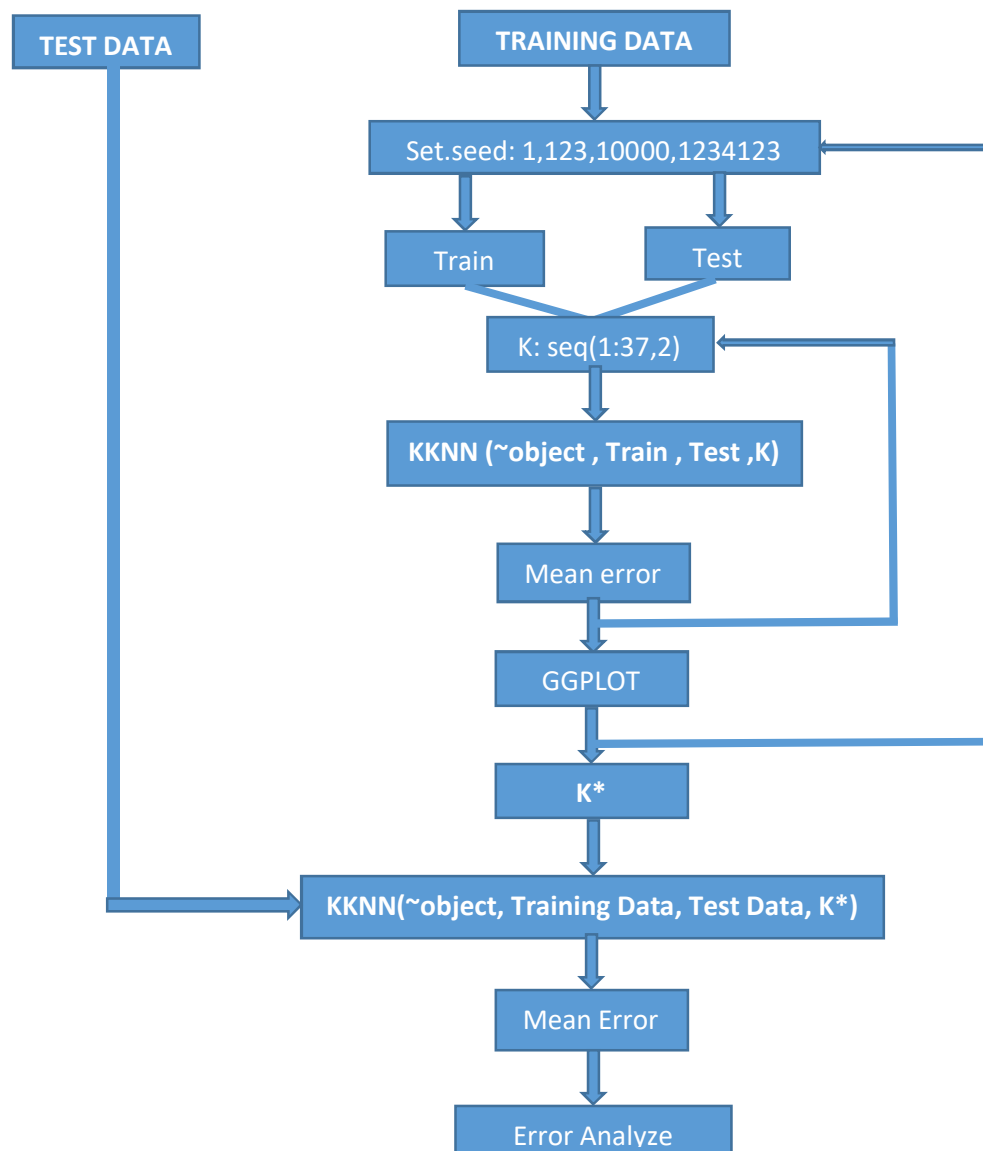 TEST DATA
TRAINING DATA
Set.seed: 1,123,10000,1234123
Train
Test
K: seq(1:37,2)
KKNN (~object , Train , Test ,K)
Mean error
GGPLOT
K*
KKNN(~object, Training Data, Test Data, K*)
Mean Error
Error Analyze